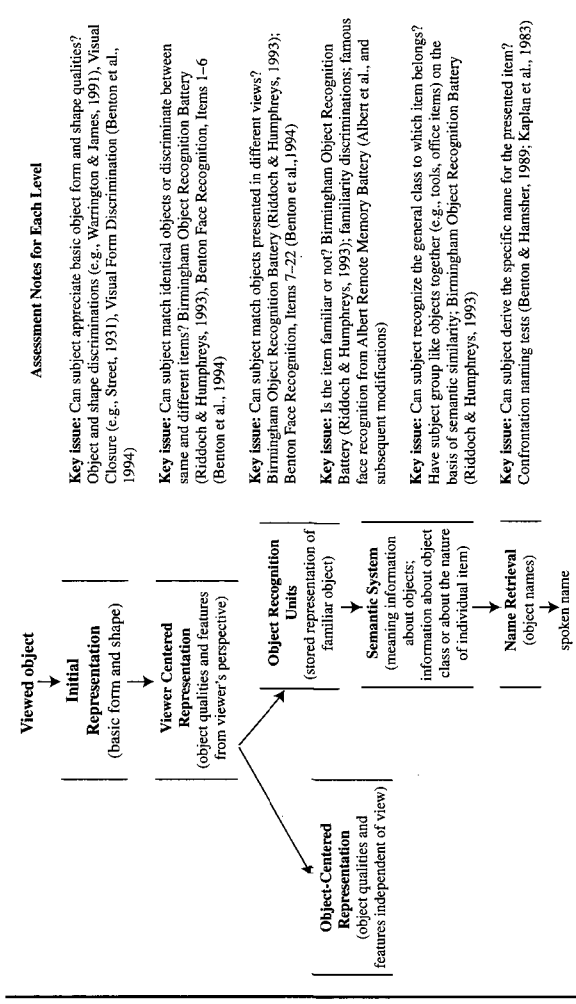 Viewed object
Initial
Representation
(basic form and shape)
Viewer Centered
Representation
(object qualities and features
from viewer's perspective)
Object-Centered
Representation
(object qualities and
features independent of view)
Object Recognition
Units
(stored representation of
familiar object)
Semantic System
(meaning information
about objects;
information about object
class or about the nature
of individual item)
Name Retrieval
(object names)
spoken name
Assessment Notes for Each Level
Key issue: Can subject appreciate basic object form and shape qualities?
Object and shape discriminations (e.g., Warrington & James, 1991), Visual
Closure (e.g., Street, 1931), Visual Form Discrimination (Benton et al.,
1994)
Key issue: Can subject match identical objects or discriminate between
same and different items? Birmingham Object Recognition Battery
(Riddoch & Humphreys, 1993), Benton Face Recognition, Items 1–6
(Benton et al., 1994)
Key issue: Can subject match objects presented in different views?
Birmingham Object Recognition Battery (Riddoch & Humphreys, 1993);
Benton Face Recognition, Items 7–22 (Benton et al.,1994)
Key issue: Is the item familiar or not? Birmingham Object Recognition
Battery (Riddoch & Humphreys, 1993); familiarity discriminations; famous
face recognition from Albert Remote Memory Battery (Albert et al., and
subsequent modifications)
Key issue: Can subject recognize the general class to which item belongs?
Have subject group like objects together (e.g., tools, office items) on the
basis of semantic similarity; Birmingham Object Recognition Battery
(Riddoch & Humphreys, 1993)
Key issue: Can subject derive the specific name for the presented item?
Confrontation naming tests (Benton & Hamsher, 1989; Kaplan et al., 1983)